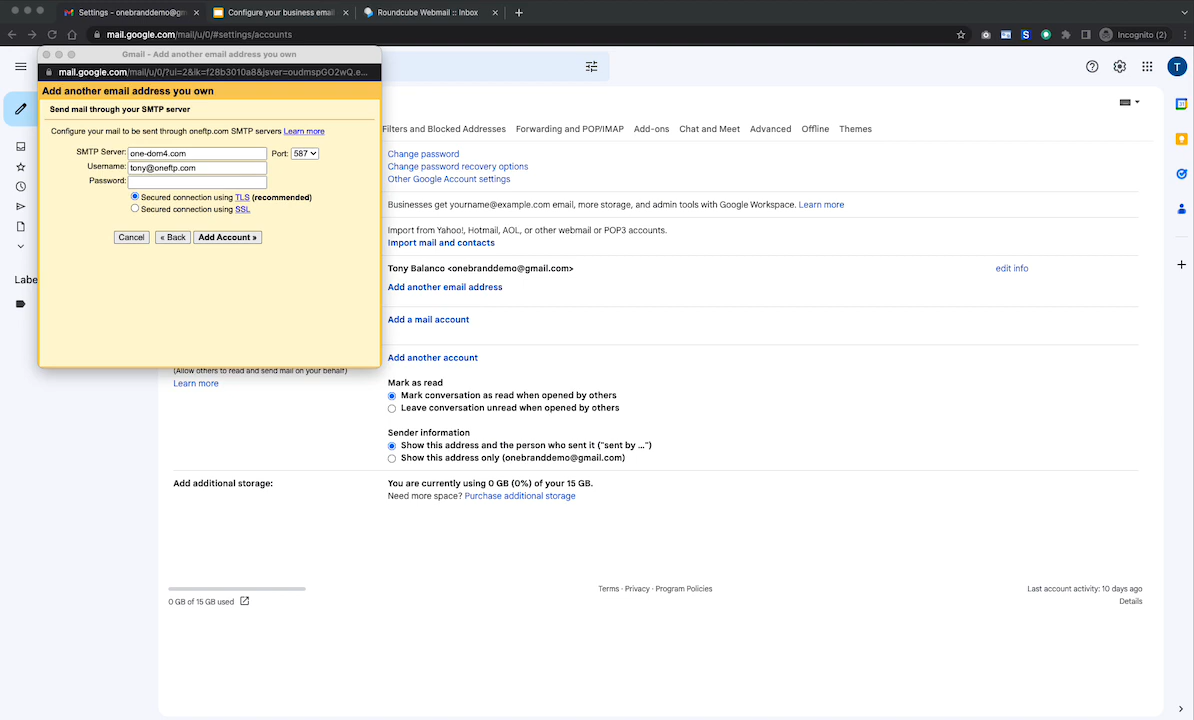 Settings - onebranddemo@gm
Configure your business email
Roundcube Webmail :: Inbox
mail.google.com/mail/u/0/#settings/accounts
Incognito (2)
Gmail - Add another email address you own
mail.google.com/mail/u/0/?ui=2&ik=f28b3010a8&jsver=oudmspGO2wQ.e...
Add another email address you own
Send mail through your SMTP server
Configure your mail to be sent through oneftp.com SMTP servers Learn more
SMTP Server: one-dom4.com Port: 587
Username: tony@oneftp.com
Password:
Secured connection using TLS (recommended)
Secured connection using SSL
Cancel « Back Add Account »
Labe
T
Filters and Blocked Addresses Forwarding and POP/IMAP Add-ons Chat and Meet Advanced Offline Themes
Change password
Change password recovery options
Other Google Account settings
Businesses get yourname@example.com email, more storage, and admin tools with Google Workspace. Learn more
Import from Yahoo!, Hotmail, AOL, or other webmail or POP3 accounts.
Import mail and contacts
Tony Balanco <onebranddemo@gmail.com> edit info
Add another email address
Add a mail account
Add another account
(Allow others to read and send mail on your behalf)
Learn more
Mark as read
Mark conversation as read when opened by others
Leave conversation unread when opened by others
Sender information
Show this address and the person who sent it ("sent by ...")
Show this address only (onebranddemo@gmail.com)
Add additional storage: You are currently using 0 GB (0%) of your 15 GB.
Need more space? Purchase additional storage
0 GB of 15 GB used
Terms · Privacy · Program Policies
Last account activity: 10 days ago
Details